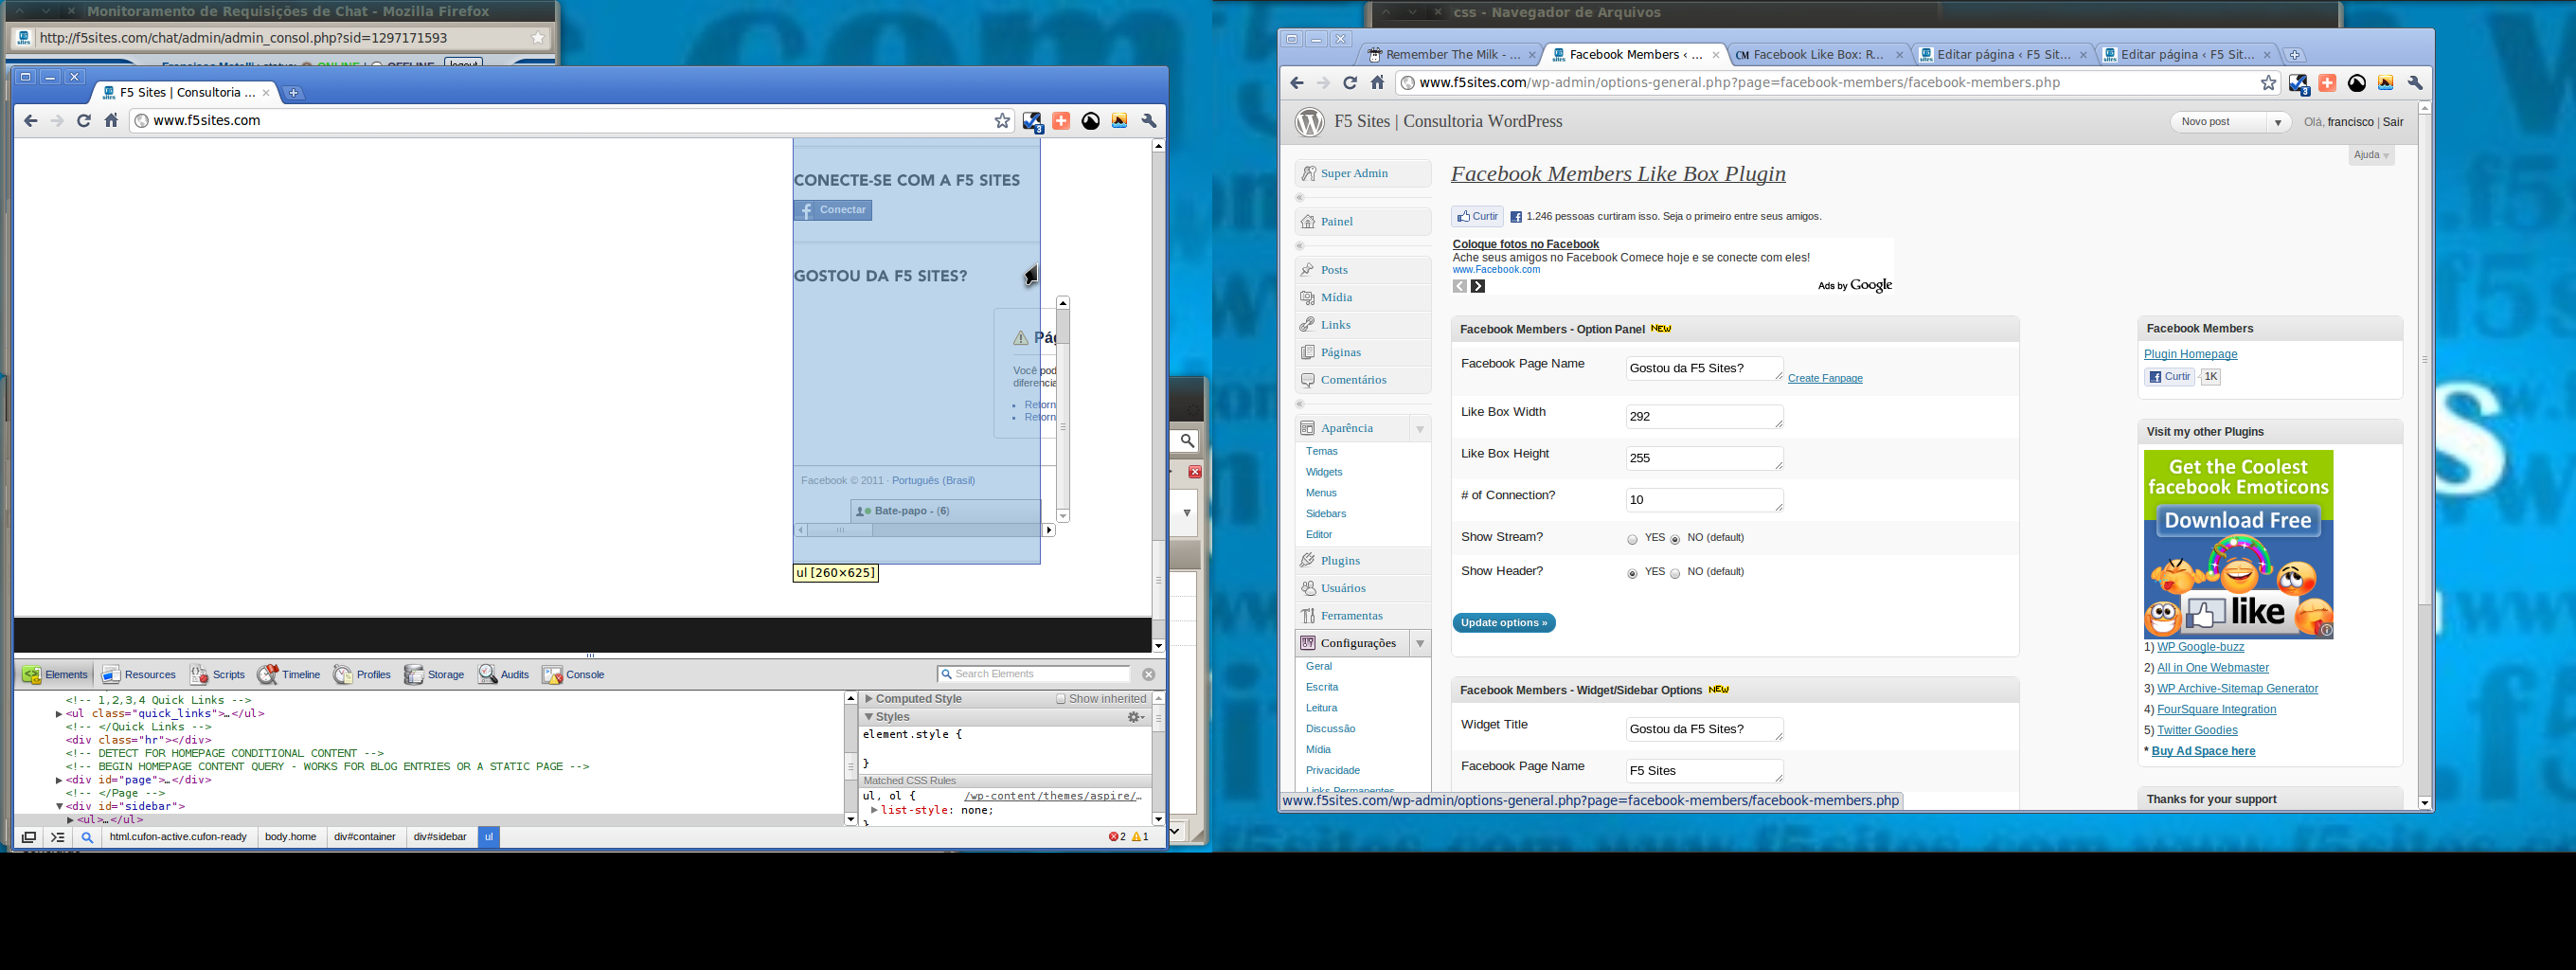 Monitoramento de Requisições de Chat - Mozilla Firefox
http://f5sites.com/chat/admin/admin_consol.php?sid=1297171593
F5 Sites | Consultoria ...
www.f5sites.com
CONECTE-SE COM A F5 SITES
Conectar
GOSTOU DA F5 SITES?
Você pod
diferencia
Retorn
Retorn
Facebook © 2011 · Português (Brasil)
Bate-papo - (6)
ul [260×625]
Elements
Resources
Scripts
Timeline
Profiles
Storage
Audits
Console
Search Elements
<!-- 1,2,3,4 Quick Links -->
<ul class="quick_links">…</ul>
<!-- </Quick Links -->
<div class="hr"></div>
<!-- DETECT FOR HOMEPAGE CONDITIONAL CONTENT -->
<!-- BEGIN HOMEPAGE CONTENT QUERY - WORKS FOR BLOG ENTRIES OR A STATIC PAGE -->
<div id="page">…</div>
<!-- </Page -->
<div id="sidebar">
<ul>…</ul>
Computed Style
Show inherited
Styles
element.style {
}
Matched CSS Rules
ul, ol {
/wp-content/themes/aspire/…
list-style: none;
html.cufon-active.cufon-ready
body.home
div#container
div#sidebar
ul
2
1
css - Navegador de Arquivos
Remember The Milk - ...
Facebook Members ‹ ...
Facebook Like Box: R...
Editar página ‹ F5 Sit...
Editar página ‹ F5 Sit...
www.f5sites.com/wp-admin/options-general.php?page=facebook-members/facebook-members.php
F5 Sites | Consultoria WordPress
Novo post
Olá, francisco | Sair
Ajuda
Super Admin
Painel
Posts
Mídia
Links
Páginas
Comentários
Aparência
Temas
Widgets
Menus
Sidebars
Editor
Plugins
Usuários
Ferramentas
Configurações
Geral
Escrita
Leitura
Discussão
Mídia
Privacidade
Links Permanentes
Facebook Members Like Box Plugin
Curtir
1.246 pessoas curtiram isso. Seja o primeiro entre seus amigos.
Coloque fotos no Facebook
Ache seus amigos no Facebook Comece hoje e se conecte com eles!
www.Facebook.com
Ads by Google
Facebook Members - Option Panel NEW
Facebook Page Name
Gostou da F5 Sites?
Create Fanpage
Like Box Width
292
Like Box Height
255
# of Connection?
10
Show Stream?
YES
NO (default)
Show Header?
YES
NO (default)
Update options »
Facebook Members - Widget/Sidebar Options NEW
Widget Title
Gostou da F5 Sites?
Facebook Page Name
F5 Sites
www.f5sites.com/wp-admin/options-general.php?page=facebook-members/facebook-members.php
Facebook Members
Plugin Homepage
Curtir
1K
Visit my other Plugins
Get the Coolest
facebook Emoticons
Download Free
like
1) WP Google-buzz
2) All in One Webmaster
3) WP Archive-Sitemap Generator
4) FourSquare Integration
5) Twitter Goodies
* Buy Ad Space here
Thanks for your support